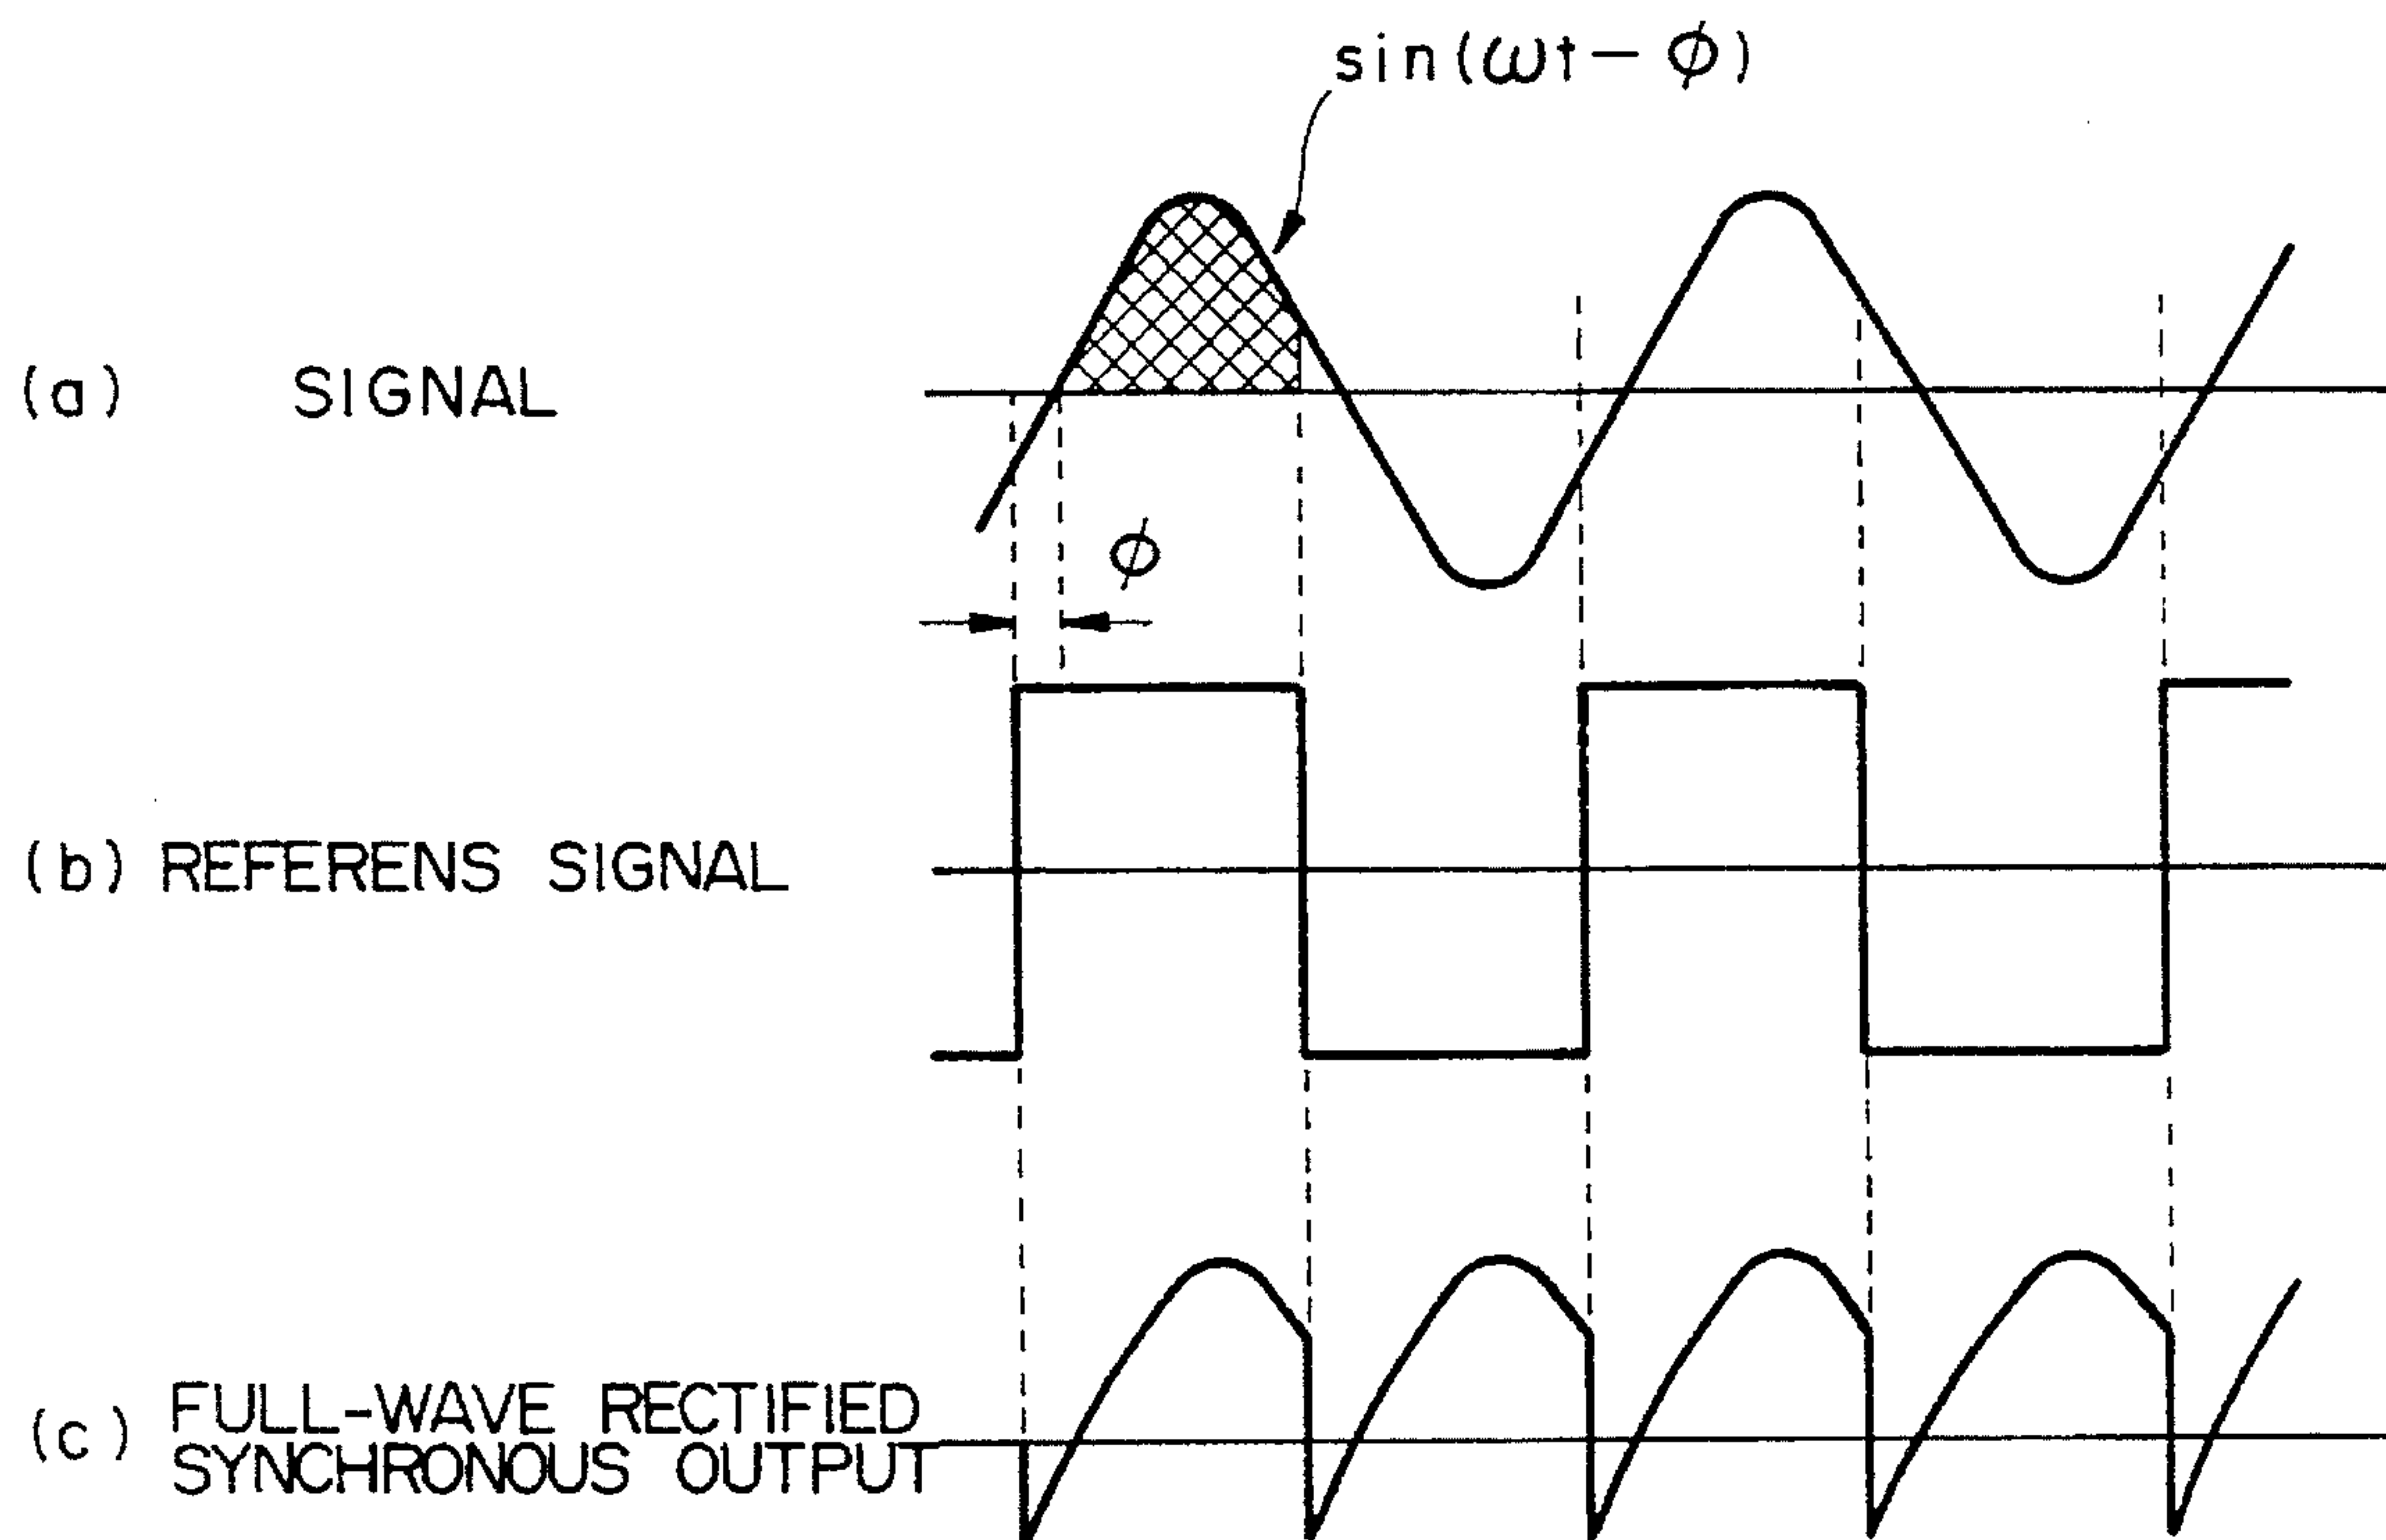 sin(ωt − ϕ)
(a) SIGNAL
ϕ
(b) REFERENS SIGNAL
(c) FULL-WAVE RECTIFIED
SYNCHRONOUS OUTPUT